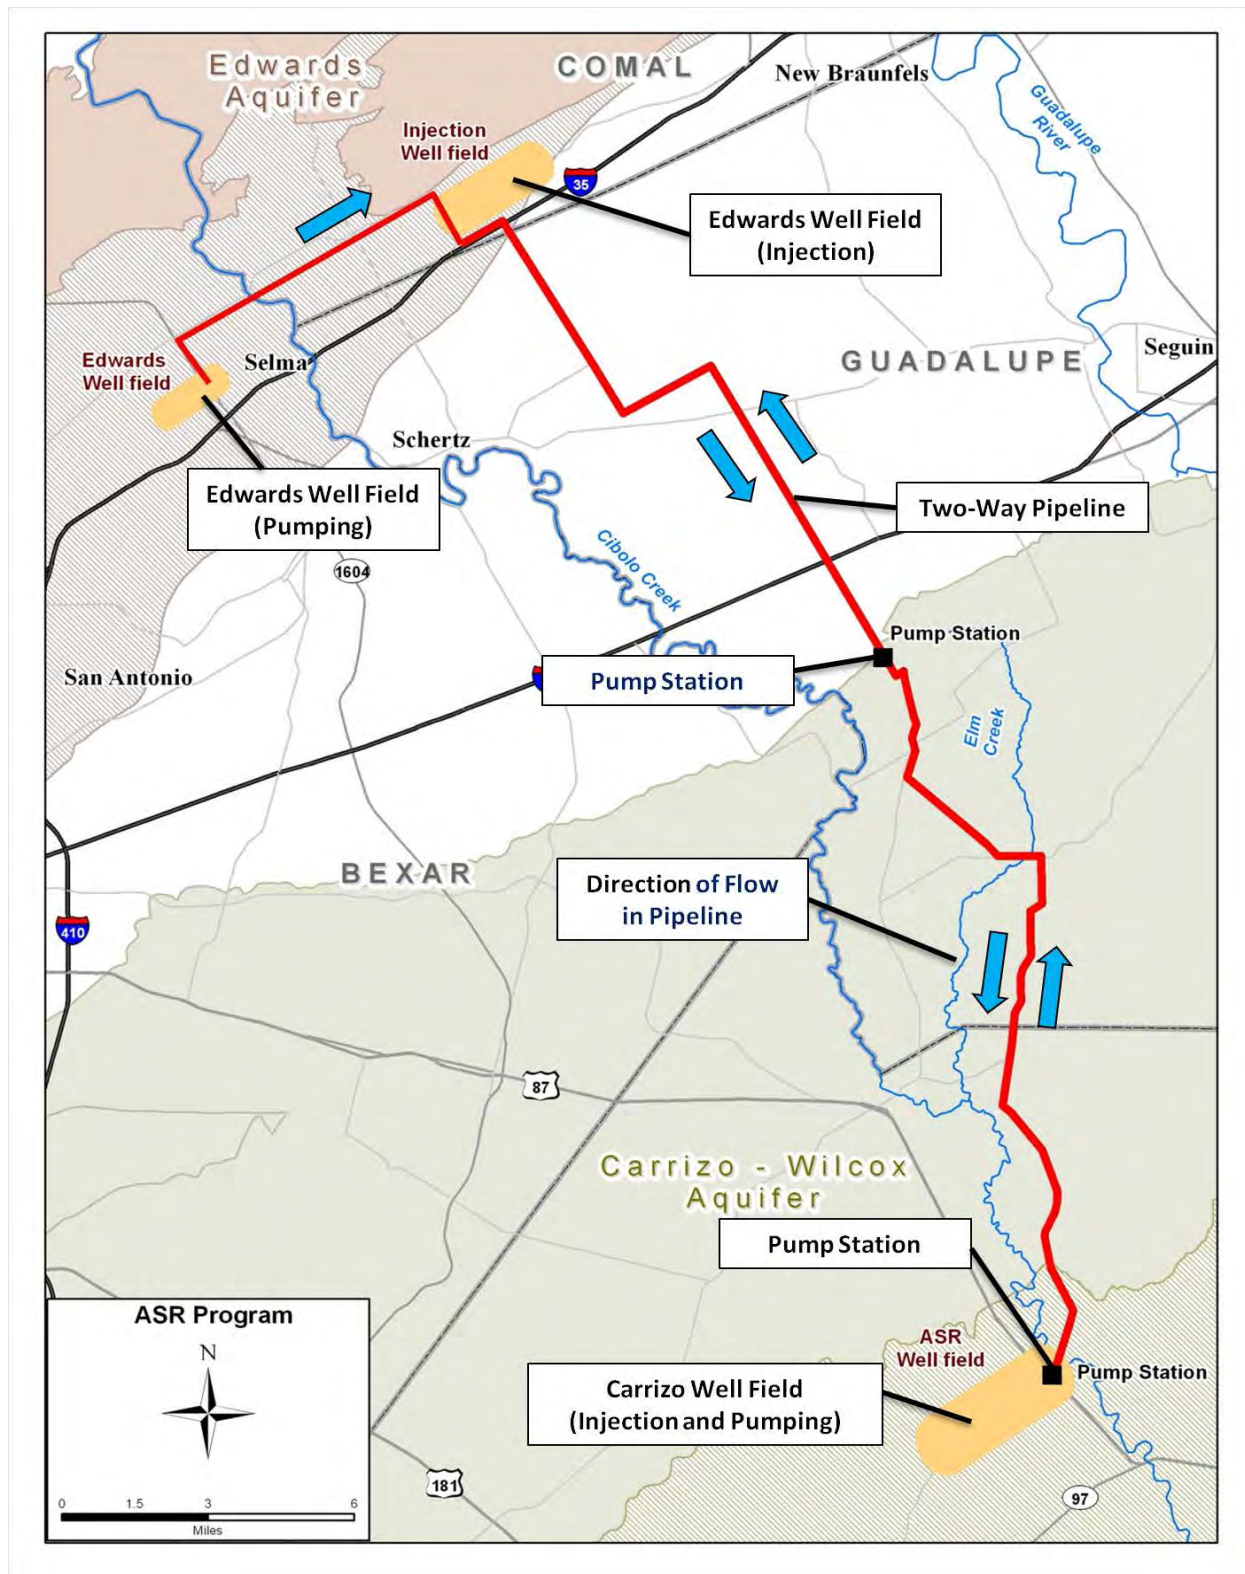 Edwards
Aquifer
COMAL
New Braunfels
Guadalupe
River
Injection
Well field
35
Edwards Well Field
(Injection)
Edwards
Well field
Selma
GUADALUPE
Seguin
Schertz
Edwards Well Field
(Pumping)
Two-Way Pipeline
Cibolo Creek
1604
Pump Station
San Antonio
Pump Station
Elm
Creek
BEXAR
Direction of Flow
in Pipeline
410
87
Carrizo - Wilcox
Aquifer
Pump Station
ASR Program
N
0 1.5 3 6
Miles
ASR
Well field
Pump Station
Carrizo Well Field
(Injection and Pumping)
181
97